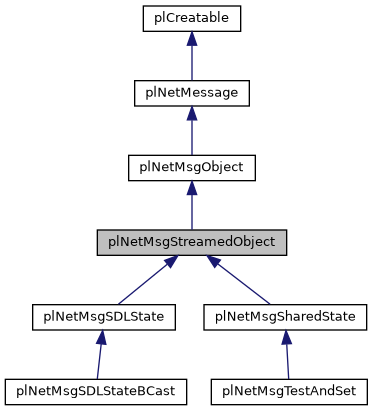 plCreatable
plNetMessage
plNetMsgObject
plNetMsgStreamedObject
plNetMsgSDLState
plNetMsgSharedState
plNetMsgSDLStateBCast
plNetMsgTestAndSet